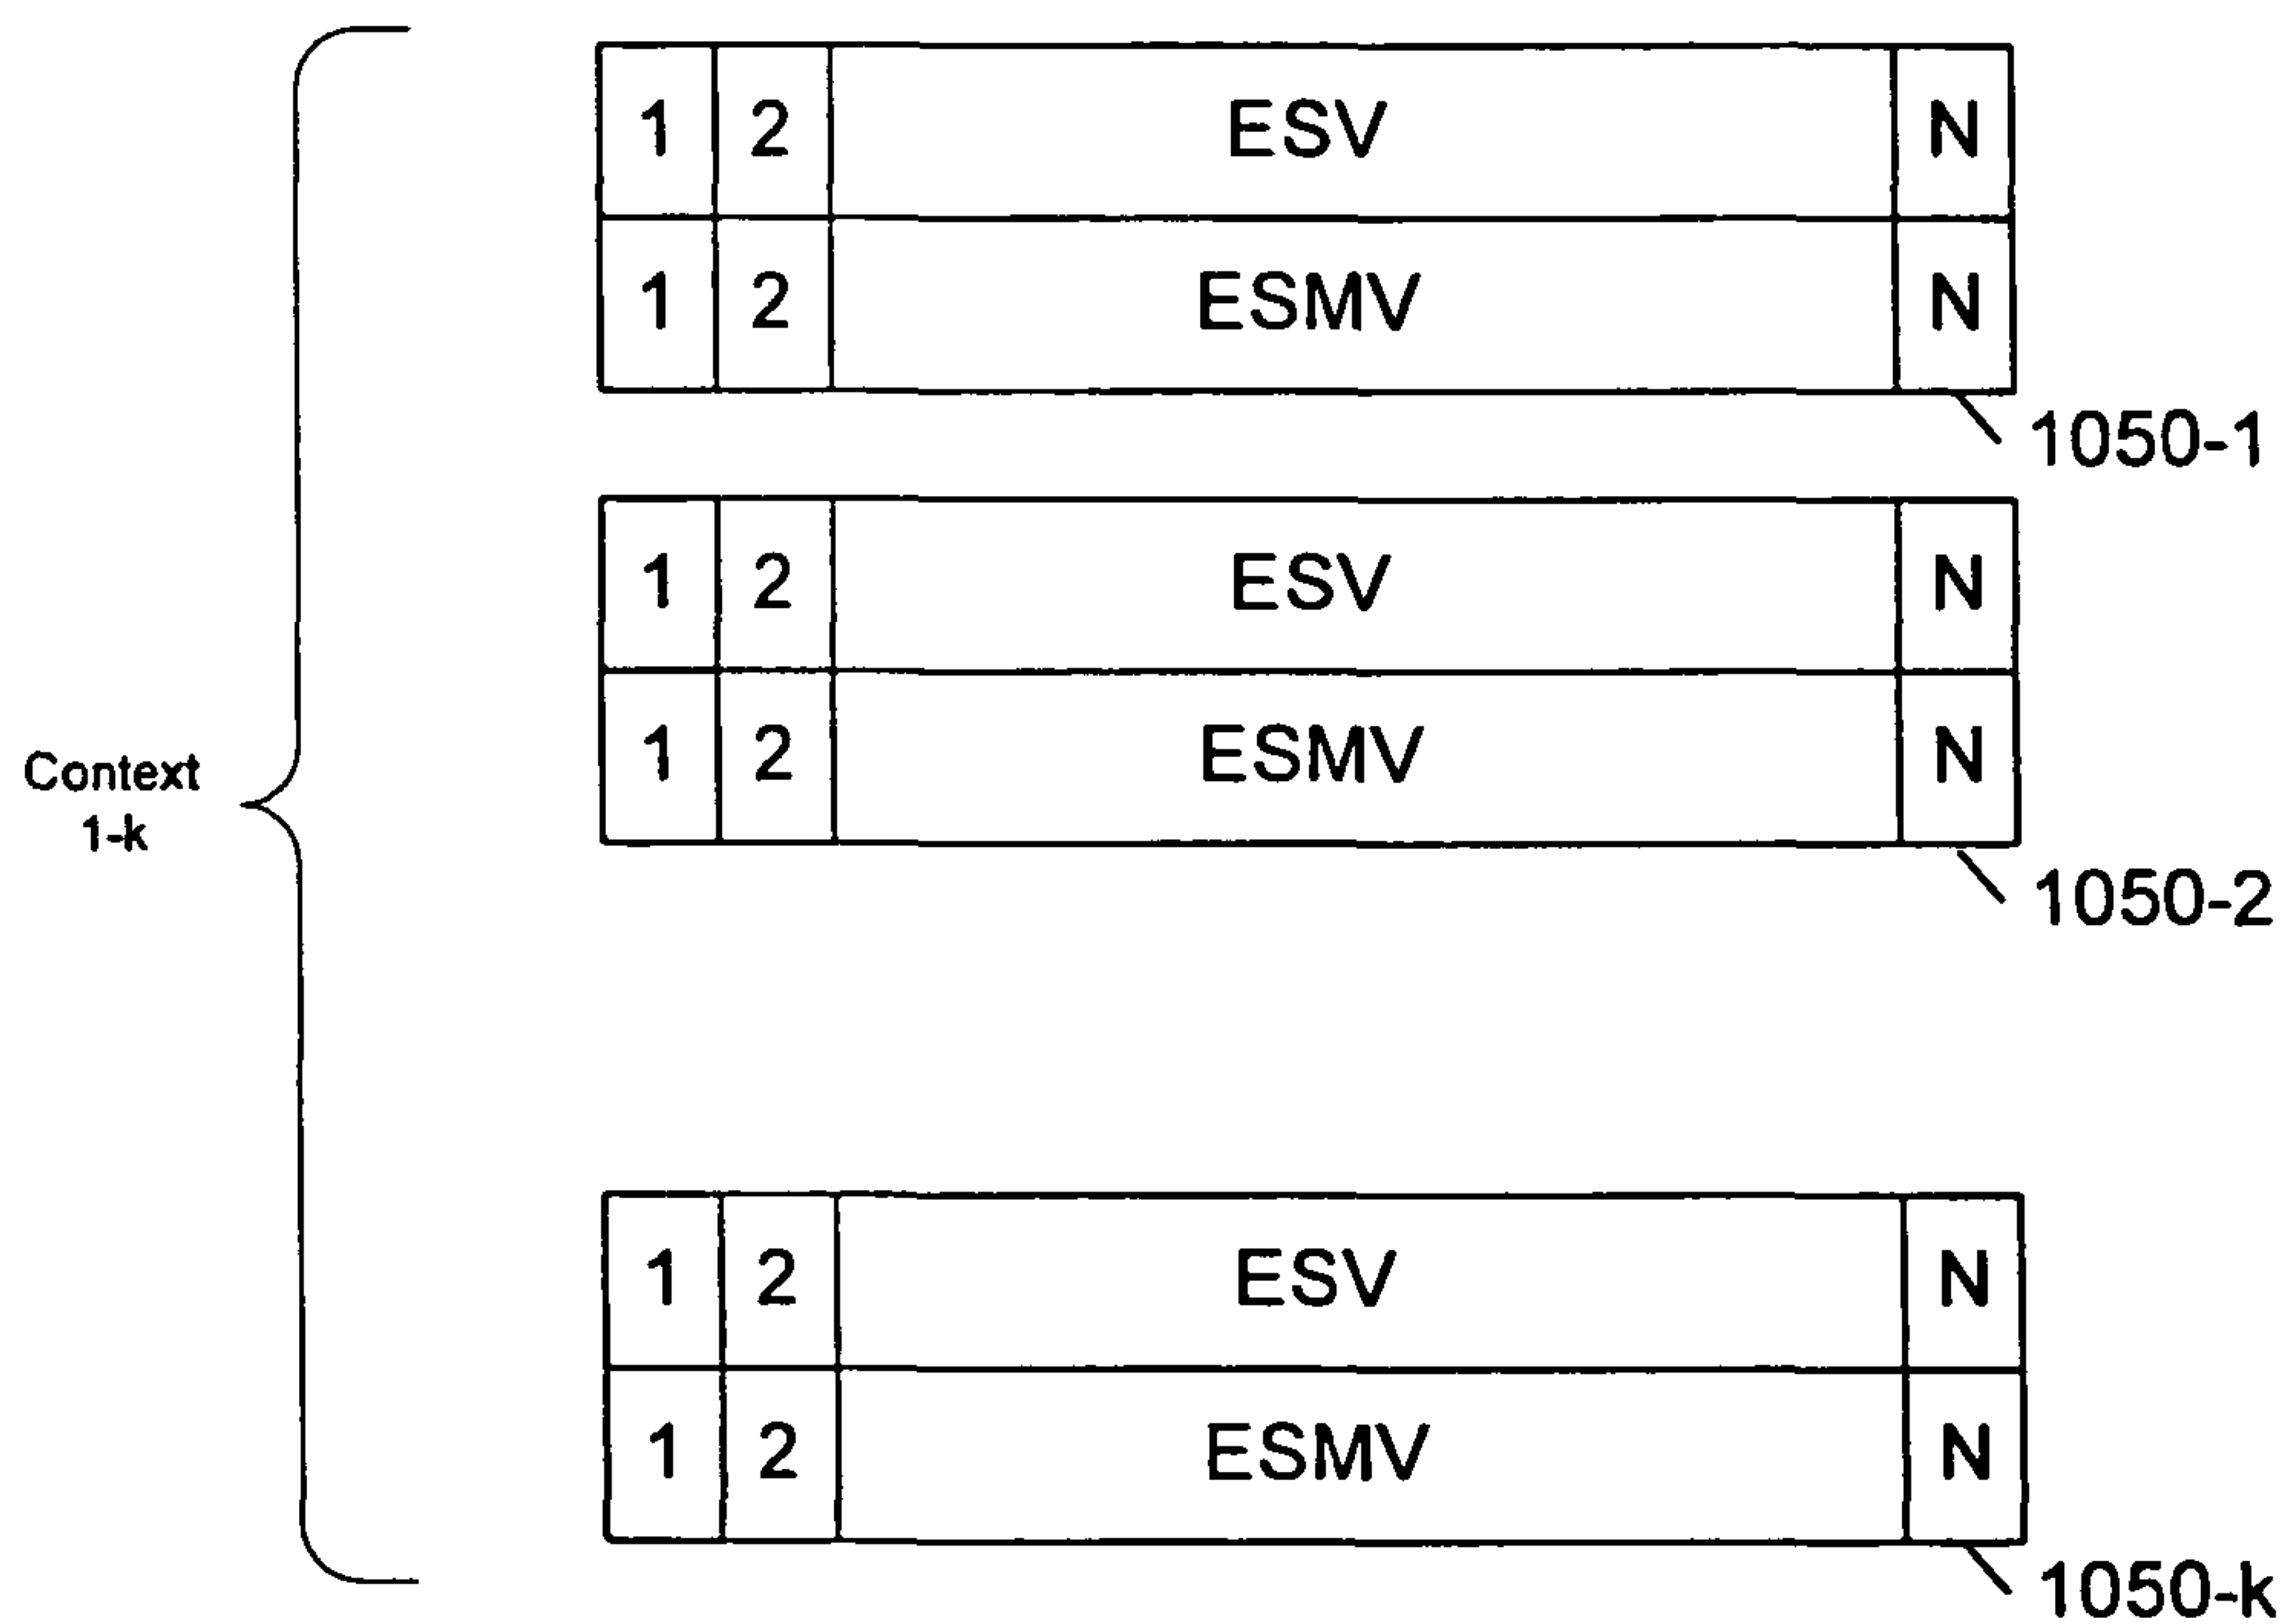 1 2 ESV N
1 2 ESMV N
1050-1
1 2 ESV N
1 2 ESMV N
1050-2
Context
1-k
1 2 ESV N
1 2 ESMV N
1050-k